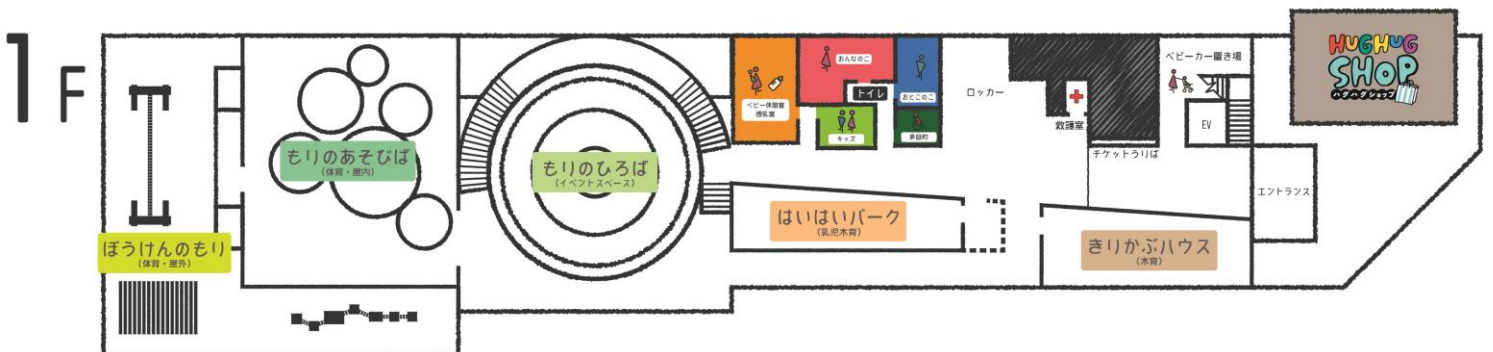 1F
ぼうけんのもり
(体育・屋外)
もりのあそびば
(体育・屋内)
もりのひろば
(イベントスペース)
ベビー休憩室
授乳室
おんなのこ
トイレ
おとこのこ
キッズ
多目的
はいはいパーク
(乳児木育)
ロッカー
救護室
チケットうりば
ベビーカー置き場
EV
エントランス
きりかぶハウス
(木育)
HUGHUG
SHOP
ハグハグショップ